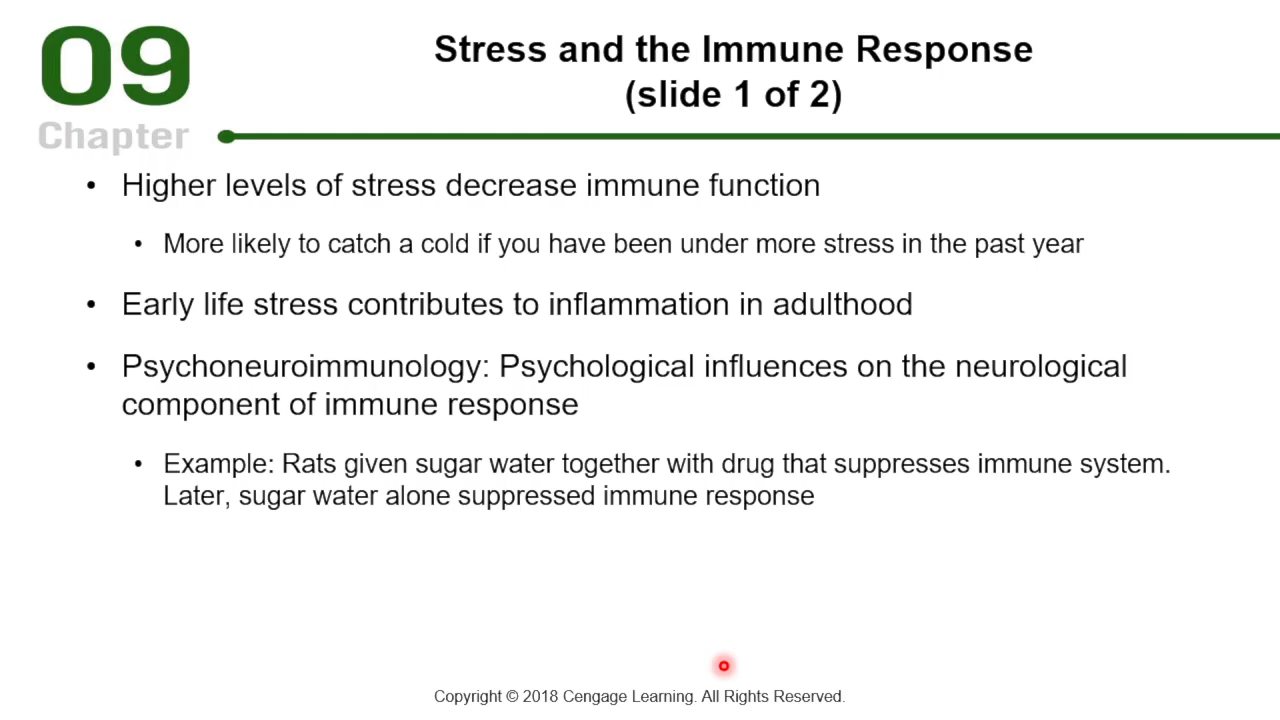 09
Chapter
Stress and the Immune Response
(slide 1 of 2)
• Higher levels of stress decrease immune function
• More likely to catch a cold if you have been under more stress in the past year
• Early life stress contributes to inflammation in adulthood
• Psychoneuroimmunology: Psychological influences on the neurological
component of immune response
• Example: Rats given sugar water together with drug that suppresses immune system.
Later, sugar water alone suppressed immune response
Copyright © 2018 Cengage Learning. All Rights Reserved.